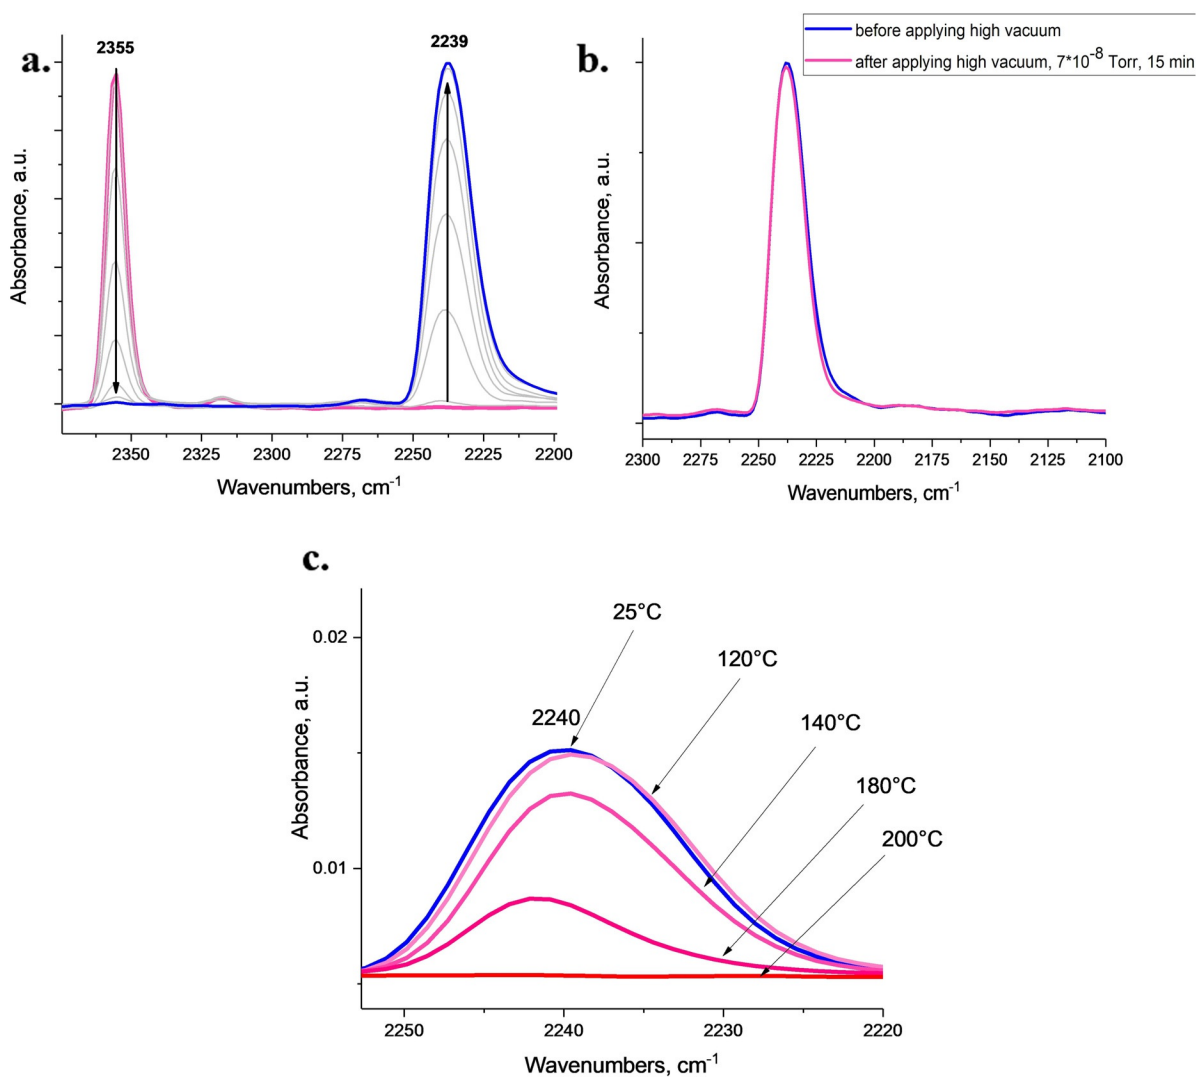 a.
2355
2239
Absorbance, a.u.
2350
2325
2300
2275
2250
2225
2200
Wavenumbers, cm-1
b.
before applying high vacuum
after applying high vacuum, 7*10-8 Torr, 15 min
Absorbance, a.u.
2300
2275
2250
2225
2200
2175
2150
2125
2100
Wavenumbers, cm-1
c.
25°C
120°C
2240
140°C
180°C
200°C
0.02
0.01
Absorbance, a.u.
2250
2240
2230
2220
Wavenumbers, cm-1